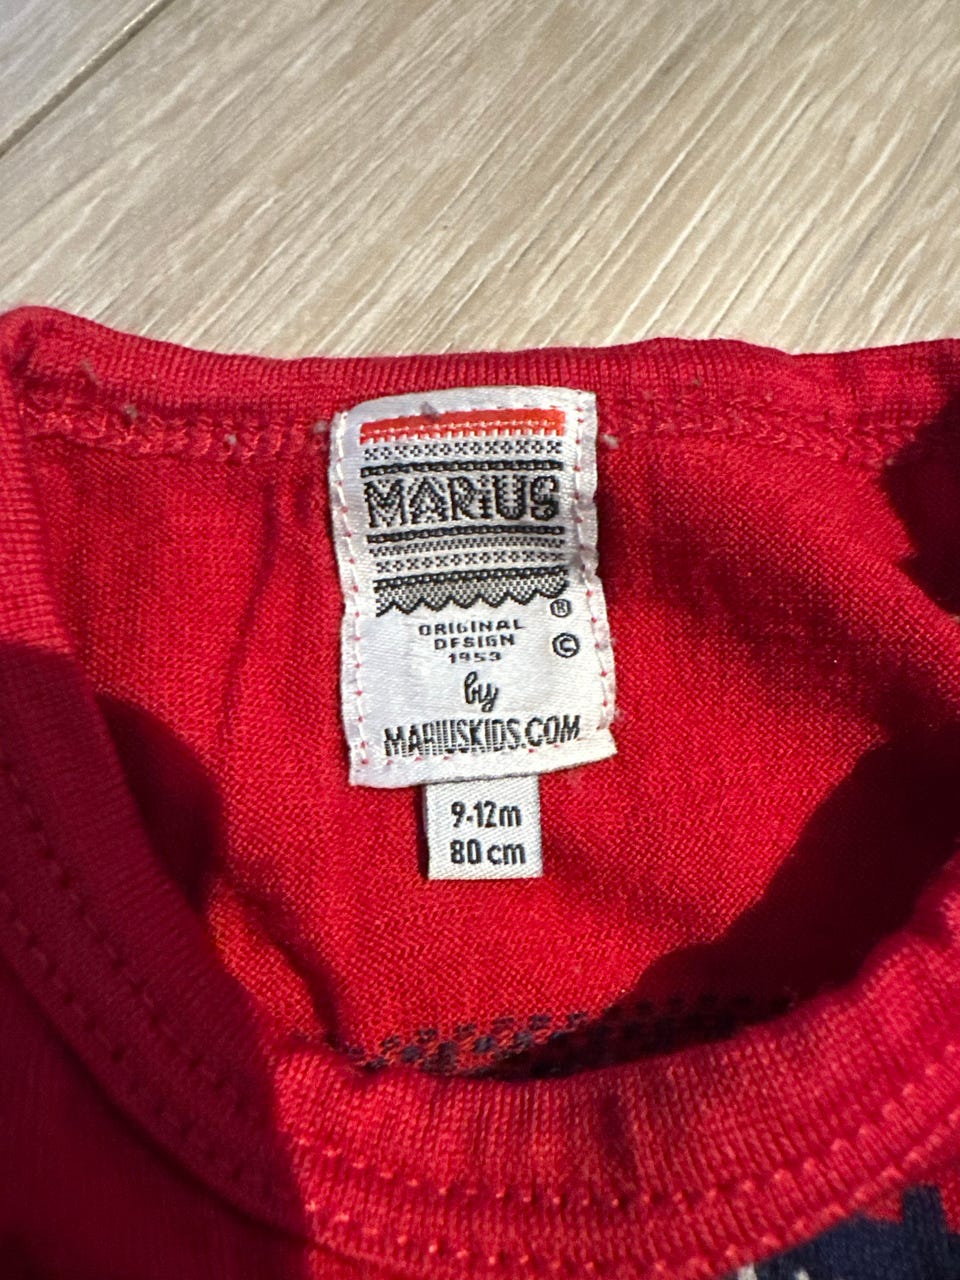 MARiUS
®
ORIGINAL
DESIGN ©
1953
by
MARIUSKIDS.COM
9-12m
80 cm